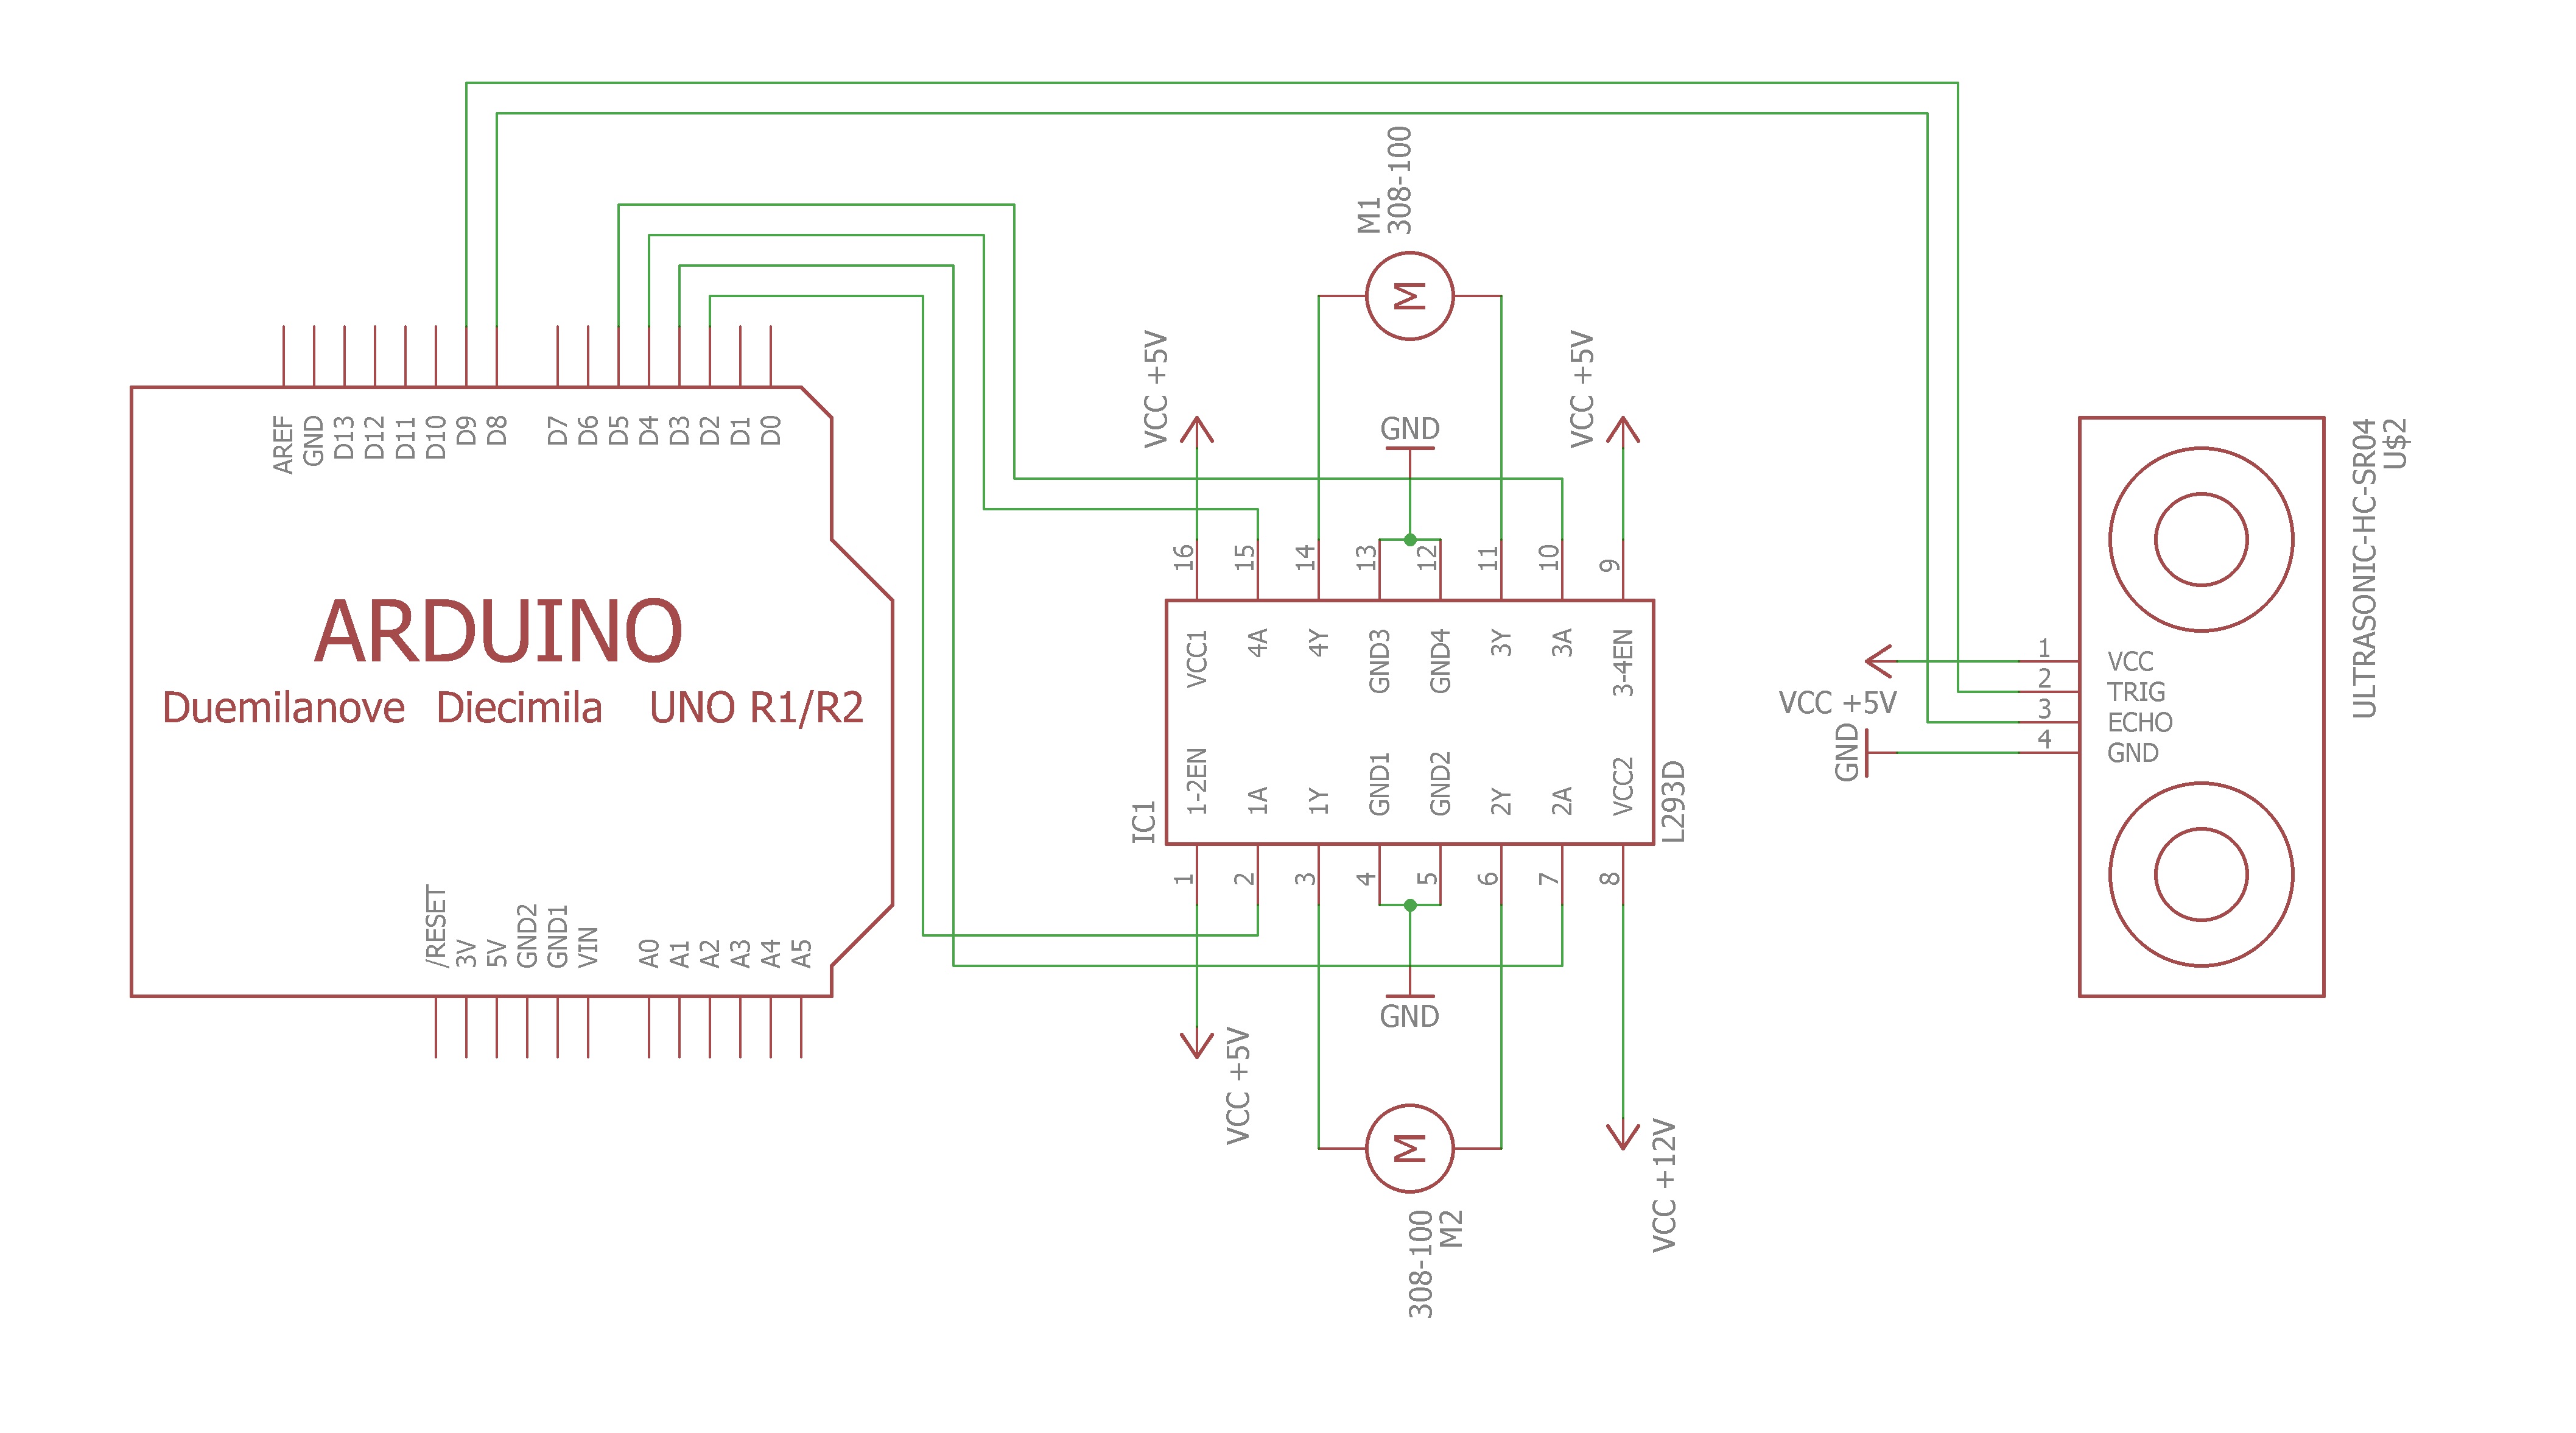 M1
308-100
VCC +5V
GND
VCC +5V
AREF
GND
D13
D12
D11
D10
D9
D8
D7
D6
D5
D4
D3
D2
D1
D0
ARDUINO
Duemilanove Diecimila UNO R1/R2
/RESET
3V
5V
GND2
GND1
VIN
A0
A1
A2
A3
A4
A5
16
15
14
13
12
11
10
9
VCC1
4A
4Y
GND3
GND4
3Y
3A
3-4EN
1-2EN
1A
1Y
GND1
GND2
2Y
2A
VCC2
IC1
L293D
1
2
3
4
5
6
7
8
VCC +5V
GND
VCC +12V
M
M
308-100
M2
VCC +5V
GND
1
2
3
4
VCC
TRIG
ECHO
GND
ULTRASONIC-HC-SR04
U$2